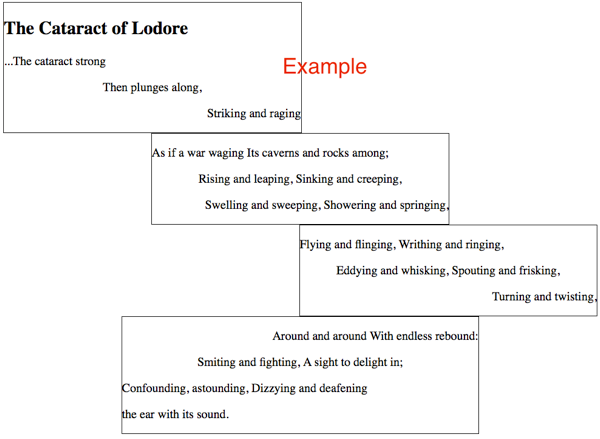 The Cataract of Lodore
...The cataract strong
Example
Then plunges along,
Striking and raging
As if a war waging Its caverns and rocks among;
Rising and leaping, Sinking and creeping,
Swelling and sweeping, Showering and springing,
Flying and flinging, Writhing and ringing,
Eddying and whisking, Spouting and frisking,
Turning and twisting,
Around and around With endless rebound:
Smiting and fighting, A sight to delight in;
Confounding, astounding, Dizzying and deafening
the ear with its sound.